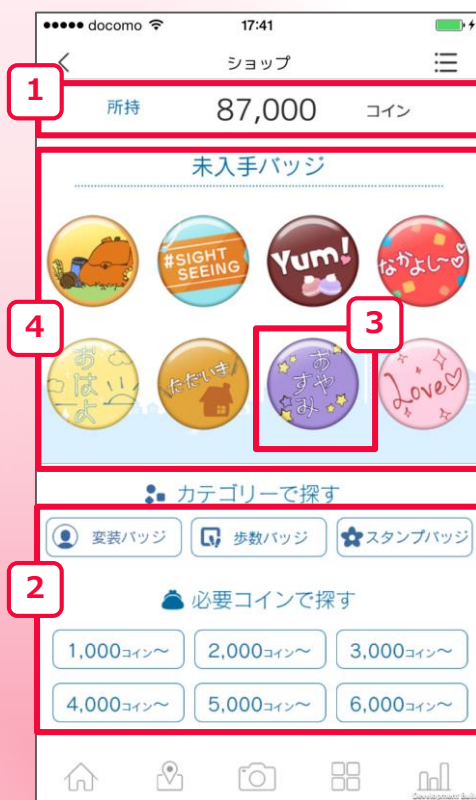 docomo
17:41
ショップ
1
所持 87,000 コイン
未入手バッジ
#SIGHT
SEEING
Yum!
なかよし〜
4
3
おはよ
ただいま!
おやすみ
Love
カテゴリーで探す
変装バッジ 歩数バッジ スタンプバッジ
2
必要コインで探す
1,000コイン〜 2,000コイン〜 3,000コイン〜
4,000コイン〜 5,000コイン〜 6,000コイン〜
Development Build